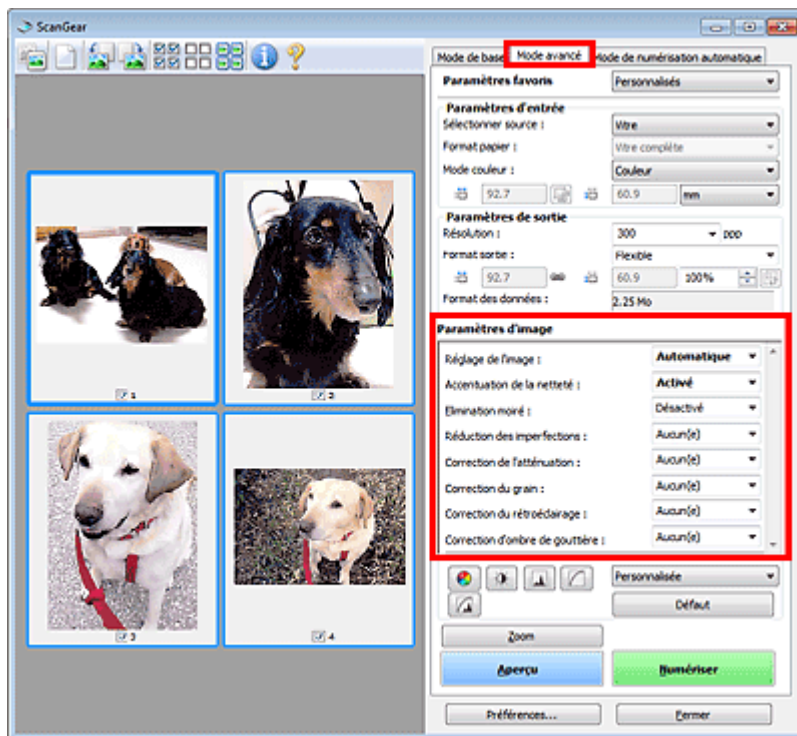 ScanGear
Mode de base Mode avancé Mode de numérisation automatique
Paramètres favoris Personnalisés
Paramètres d'entrée
Sélectionner source : Vitre
Format papier : Vitre complète
Mode couleur : Couleur
92.7 60.9 mm
Paramètres de sortie
Résolution : 300 ppp
Format sortie : Flexible
92.7 60.9 100%
Format des données : 2.25 Mo
Paramètres d'image
Réglage de l'image : Automatique
Accentuation de la netteté : Activé
Elimination moiré : Désactivé
Réduction des imperfections : Aucun(e)
Correction de l'atténuation : Aucun(e)
Correction du grain : Aucun(e)
Correction du rétroéclairage : Aucun(e)
Correction d'ombre de gouttière : Aucun(e)
1
2
3
4
Personnalisée
Défaut
Zoom
Aperçu Numériser
Préférences... Fermer